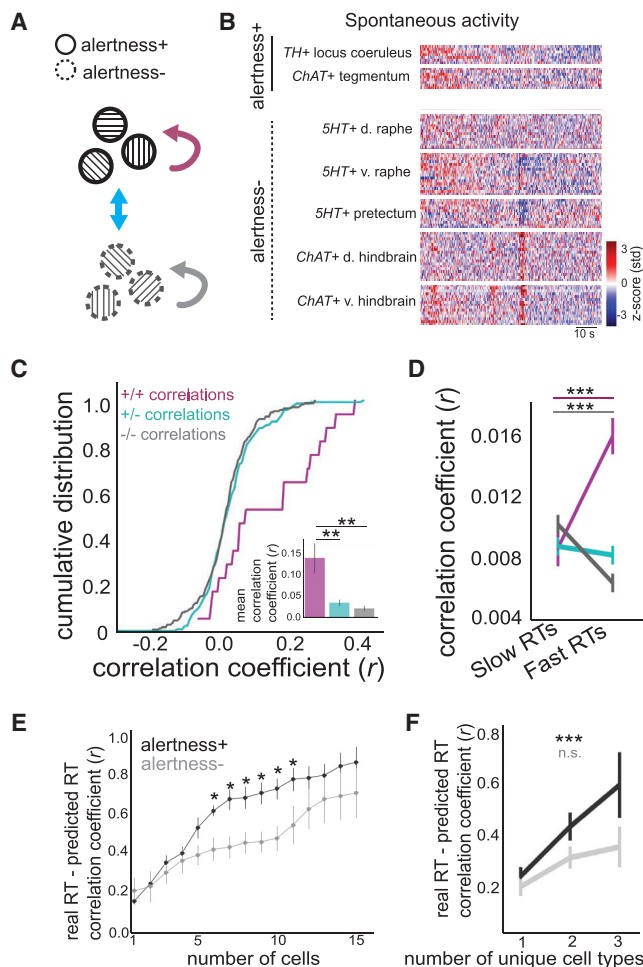 A
alertness+
alertness-
B
Spontaneous activity
alertness+
TH+ locus coeruleus
ChAT+ tegmentum
alertness-
5HT+ d. raphe
5HT+ v. raphe
5HT+ pretectum
ChAT+ d. hindbrain
ChAT+ v. hindbrain
3
0
-3
z-score (std)
10 s
C
cumulative distribution
1.0
0.8
0.6
0.4
0.2
0
+/+ correlations
+/- correlations
-/- correlations
mean
correlation
coefficient (r)
0.15
0.10
0.05
0.0
**
**
-0.2
0.0
0.2
0.4
correlation coefficient (r)
D
***
***
correlation coefficient (r)
0.016
0.012
0.008
0.004
Slow RTs
Fast RTs
E
real RT - predicted RT
correlation coefficient (r)
1.0
0.8
0.6
0.4
0.2
0.0
alertness+
alertness-
* * * * * *
1
5
10
15
number of cells
F
real RT - predicted RT
correlation coefficient (r)
0.8
0.6
0.4
0.2
***
n.s.
1
2
3
number of unique cell types